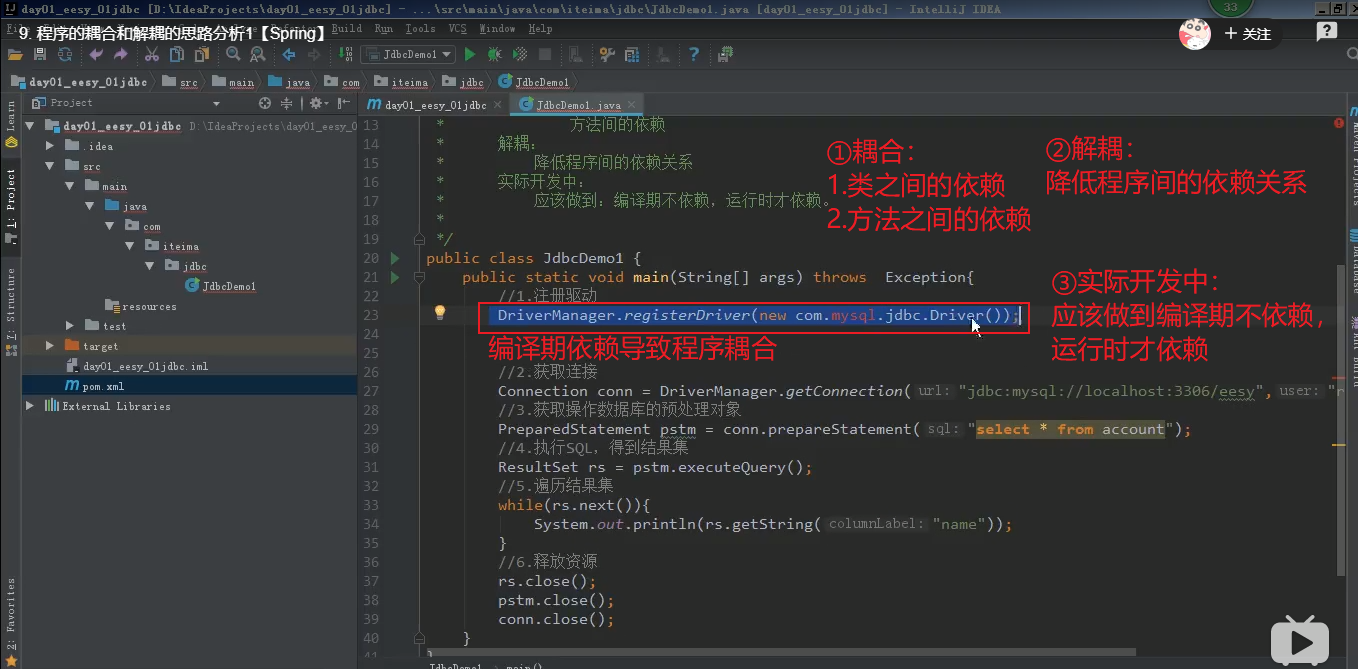 day01_eesy_01jdbc [D:\IdeaProjects\day01_eesy_01jdbc] - ...\src\main\java\com\iteima\jdbc\JdbcDemo1.java [day01_eesy_01jdbc] - IntelliJ IDEA
33
Build Run Tools VCS Window Help
9. 程序的耦合和解耦的思路分析1【Spring】
+ 关注
JdbcDemo1
day01_eesy_01jdbc src main java com iteima jdbc JdbcDemo1
Project
day01_eesy_01jdbc
JdbcDemo1.java
Learn
1: Project
7: Structure
2: Favorites
day01_eesy_01jdbc D:\IdeaProjects\day01_eesy_0
.idea
src
main
java
com
iteima
jdbc
JdbcDemo1
resources
test
target
day01_eesy_01jdbc.iml
pom.xml
External Libraries
13 * 方法间的依赖
14 * 解耦:
15 * 降低程序间的依赖关系
16 * 实际开发中:
17 * 应该做到: 编译期不依赖, 运行时才依赖。
18 *
19 */
20 public class JdbcDemo1 {
21 public static void main(String[] args) throws Exception{
22 //1.注册驱动
23 DriverManager.registerDriver(new com.mysql.jdbc.Driver());
24
25
26 //2.获取连接
27 Connection conn = DriverManager.getConnection( url: "jdbc:mysql://localhost:3306/eesy", user: "r
28 //3.获取操作数据库的预处理对象
29 PreparedStatement pstm = conn.prepareStatement( sql: "select * from account");
30 //4.执行SQL, 得到结果集
31 ResultSet rs = pstm.executeQuery();
32 //5.遍历结果集
33 while(rs.next()){
34 System.out.println(rs.getString( columnLabel: "name"));
35 }
36 //6.释放资源
37 rs.close();
38 pstm.close();
39 conn.close();
40 }
41 }
①耦合:
1.类之间的依赖
2.方法之间的依赖
②解耦:
降低程序间的依赖关系
③实际开发中:
应该做到编译期不依赖,
运行时才依赖
编译期依赖导致程序耦合
JdbcDemo1 > main()